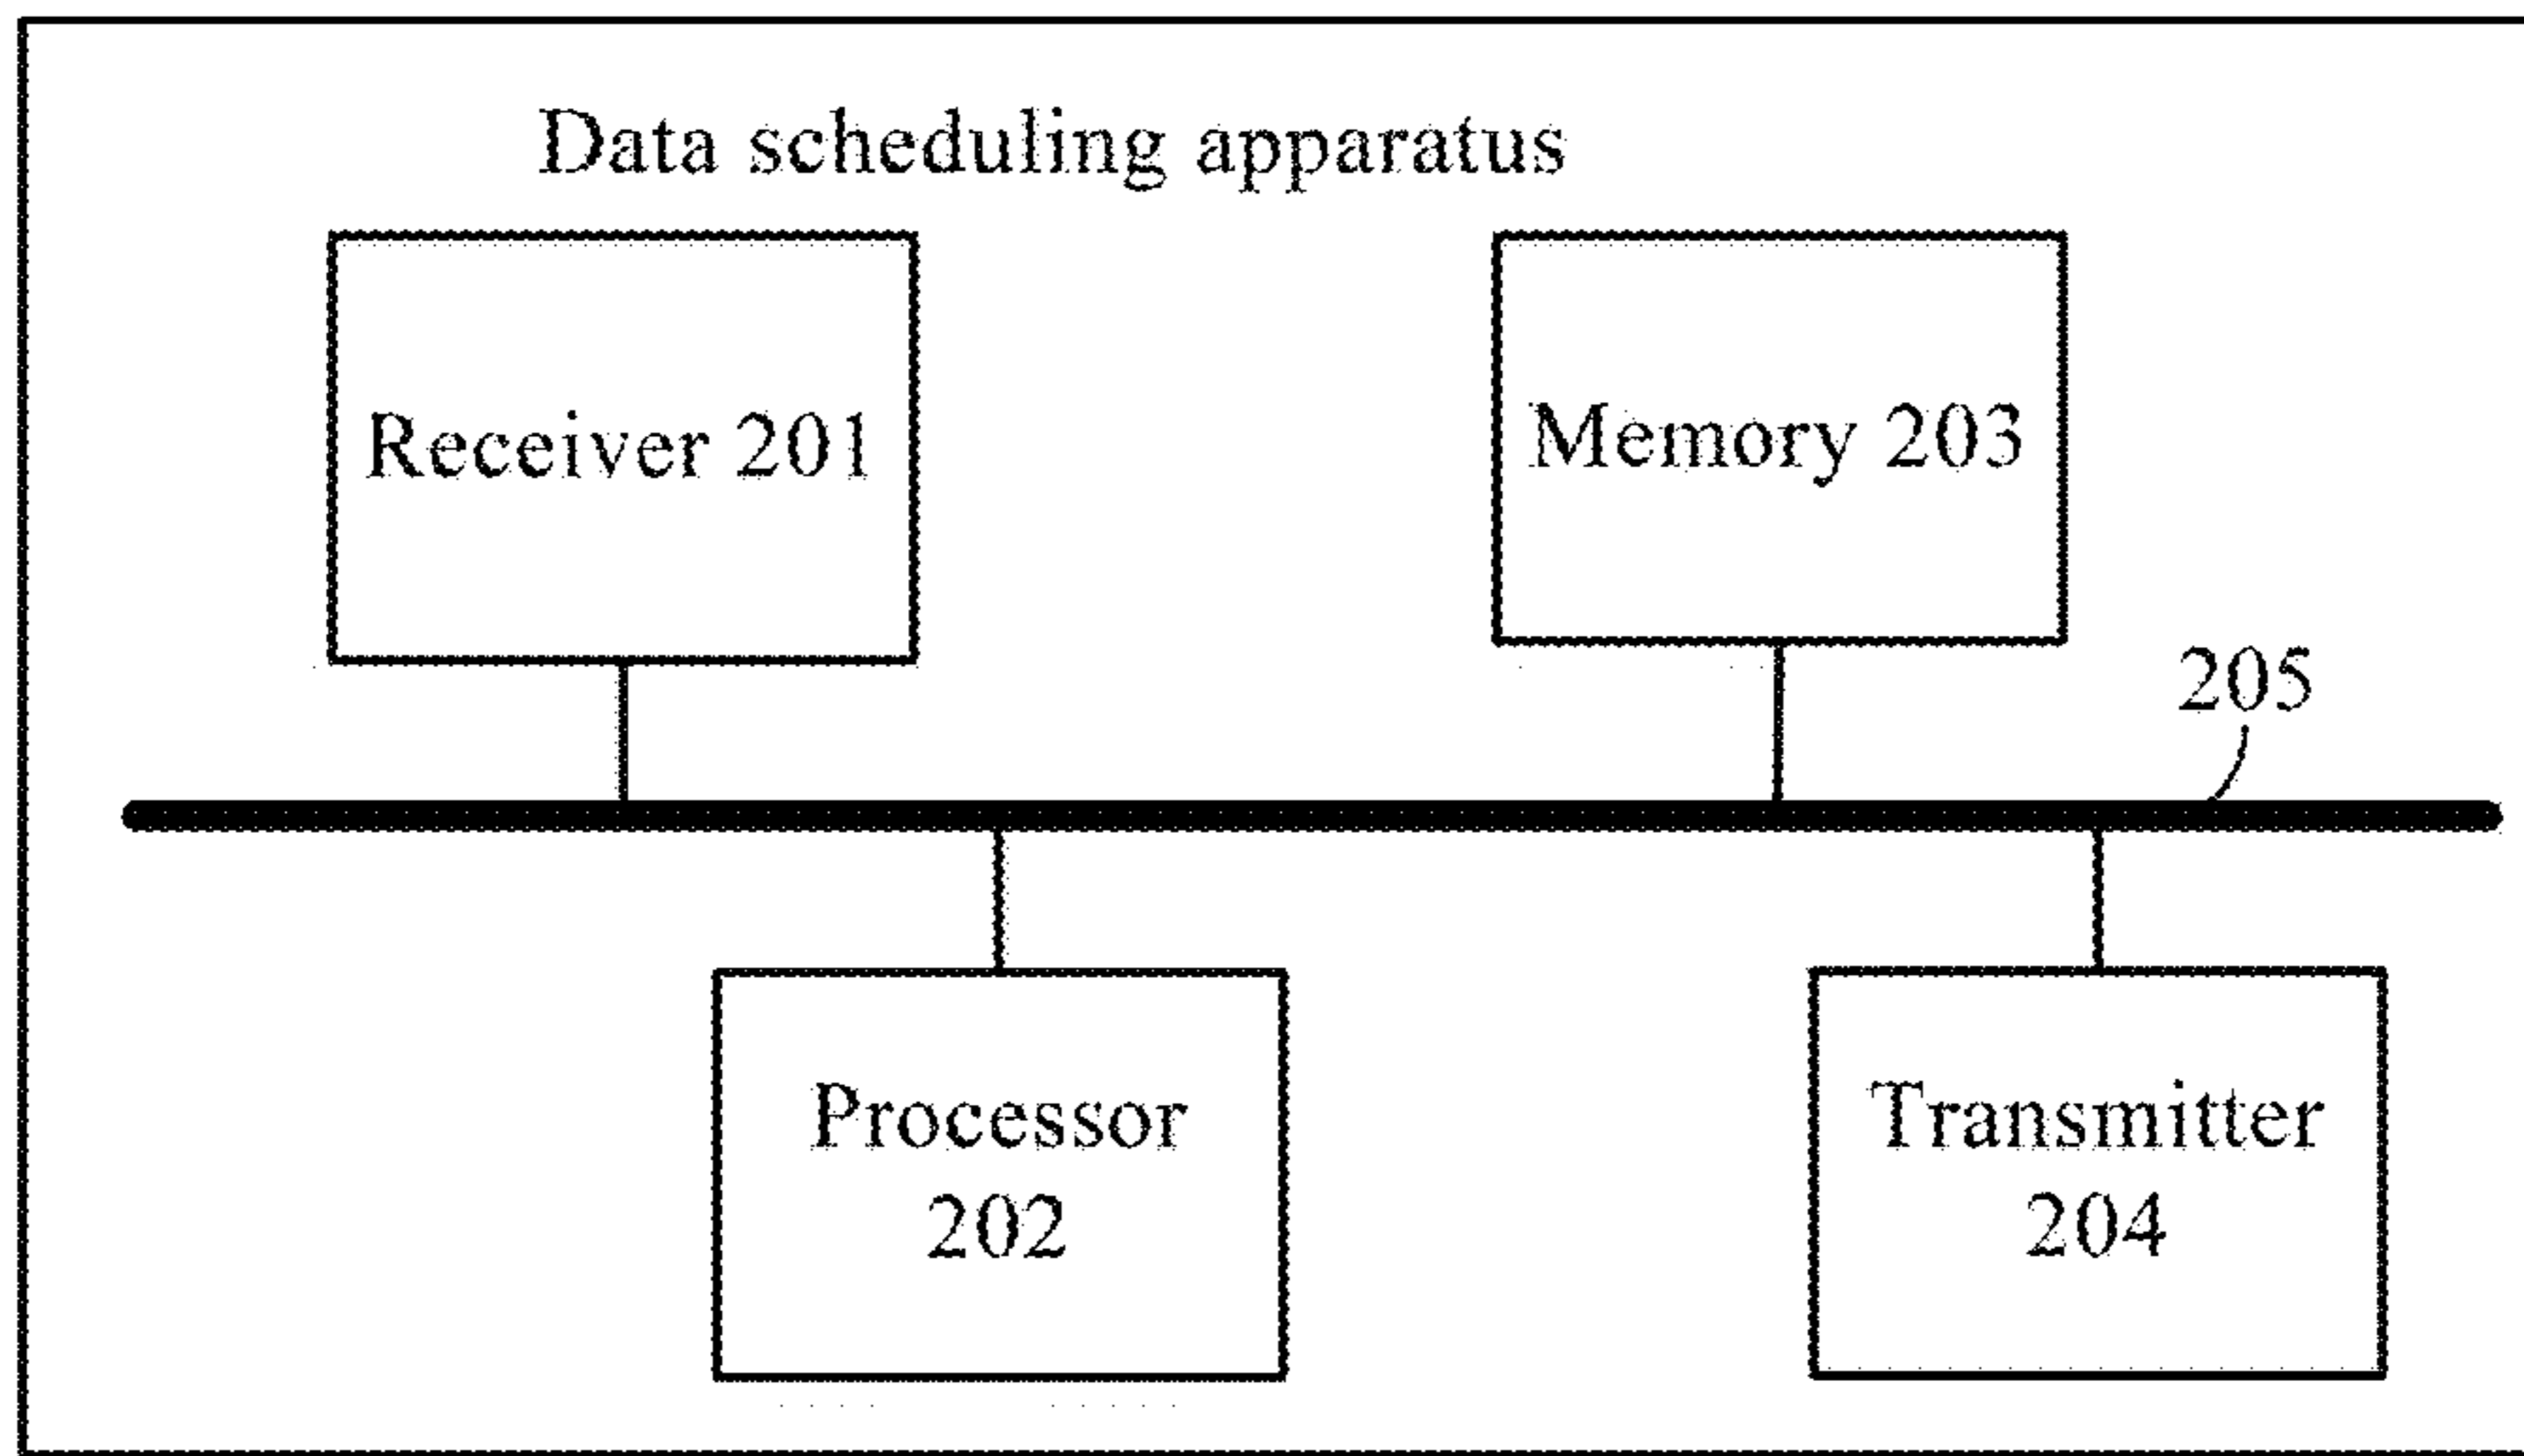 Data scheduling apparatus
Receiver 201
Memory 203
205
Processor
202
Transmitter
204